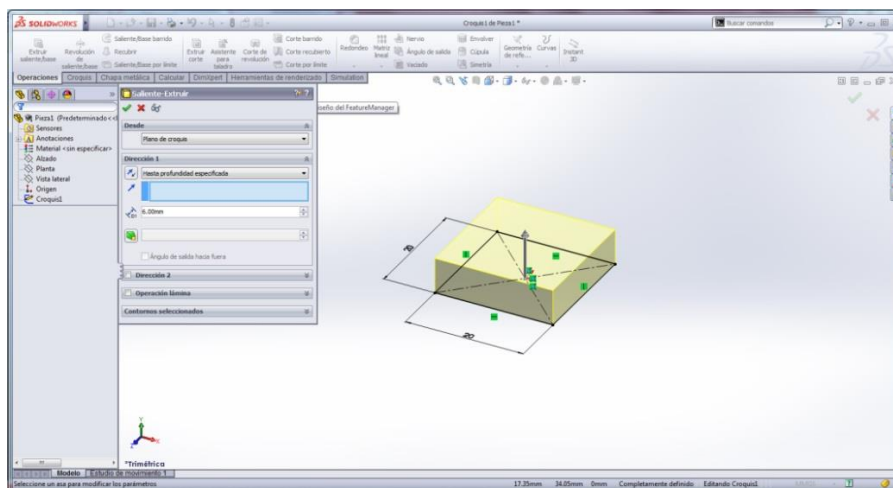 SOLIDWORKS
Croquis1 de Pieza1 *
Buscar comandos
Extruir saliente/base
Revolución de saliente/base
Saliente/Base barrido
Recubrir
Saliente/Base por límite
Extruir corte
Asistente para taladro
Corte de revolución
Corte barrido
Corte recubierto
Corte por límite
Redondeo
Matriz lineal
Nervio
Ángulo de salida
Vaciado
Envolver
Cúpula
Simetría
Geometría de refe...
Curvas
Instant 3D
Operaciones
Croquis
Chapa metálica
Calcular
DimXpert
Herramientas de renderizado
Simulation
Saliente-Extruir
iseño del FeatureManager
Pieza1 (Predeterminado<<
Sensores
Anotaciones
Material <sin especificar>
Alzado
Planta
Vista lateral
Origen
Croquis1
Desde
Plano de croquis
Dirección 1
Hasta profundidad especificada
6.00mm
Ángulo de salida hacia fuera
Dirección 2
Operación lámina
Contornos seleccionados
20
20
*Trimétrica
Modelo
Estudio de movimiento 1
Seleccione un asa para modificar los parámetros
17.35mm
34.05mm
0mm
Completamente definido
Editando Croquis1